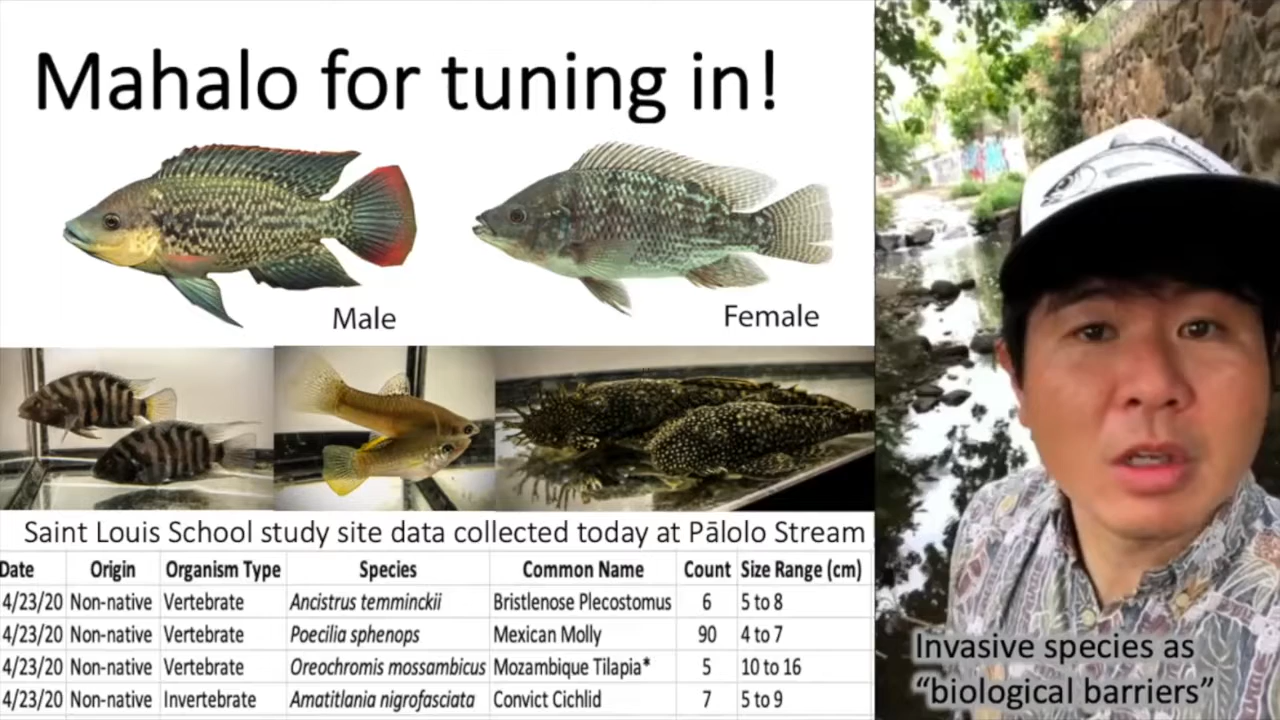 Mahalo for tuning in!
Male
Female
Saint Louis School study site data collected today at Pālolo Stream
Date Origin Organism Type Species Common Name Count Size Range (cm)
4/23/20 Non-native Vertebrate Ancistrus temminckii Bristlenose Plecostomus 6 5 to 8
4/23/20 Non-native Vertebrate Poecilia sphenops Mexican Molly 90 4 to 7
4/23/20 Non-native Vertebrate Oreochromis mossambicus Mozambique Tilapia* 5 10 to 16
4/23/20 Non-native Invertebrate Amatitlania nigrofasciata Convict Cichlid 7 5 to 9
Invasive species as
“biological barriers”